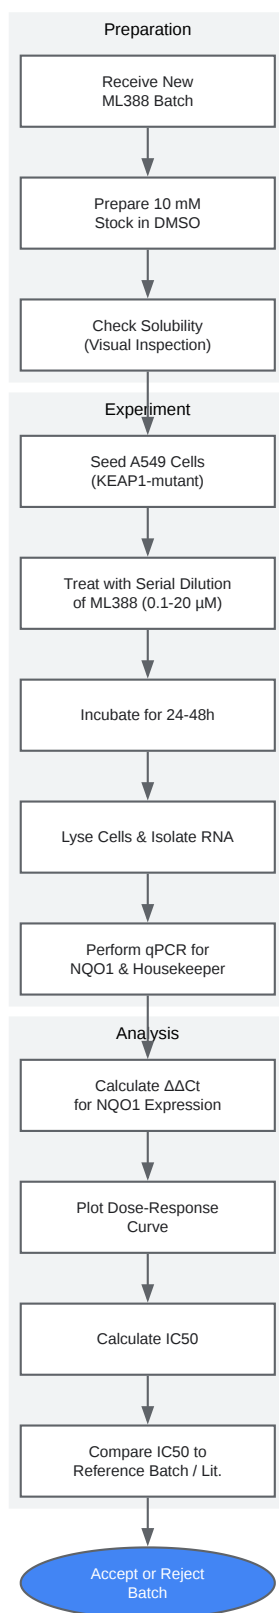 Preparation
Receive New
ML388 Batch
Prepare 10 mM
Stock in DMSO
Check Solubility
(Visual Inspection)
Experiment
Seed A549 Cells
(KEAP1-mutant)
Treat with Serial Dilution
of ML388 (0.1-20 µM)
Incubate for 24-48h
Lyse Cells & Isolate RNA
Perform qPCR for
NQO1 & Housekeeper
Analysis
Calculate ΔΔCt
for NQO1 Expression
Plot Dose-Response
Curve
Calculate IC50
Compare IC50 to
Reference Batch / Lit.
Accept or Reject
Batch